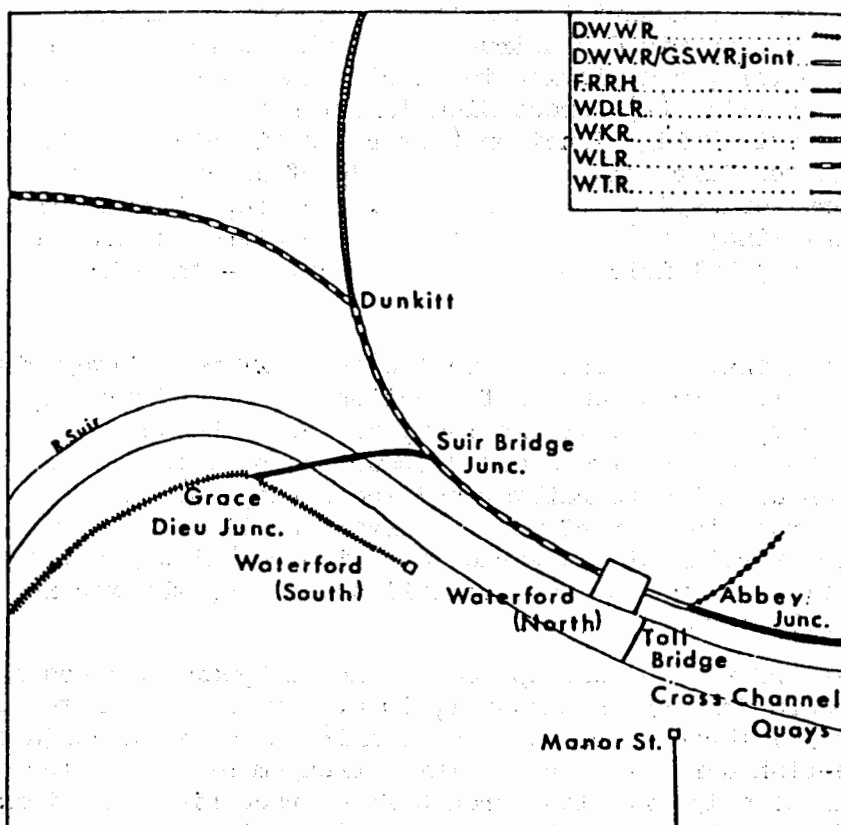 D.W.W.R.
D.W.W.R/G.S.W.R.joint
F.R.R.H.
W.D.L.R.
W.K.R.
W.L.R.
W.T.R.
Dunkitt
R.Suir
Suir Bridge
Junc.
Grace
Dieu Junc.
Waterford
(South)
Waterford
(North)
Abbey
Junc.
Toll
Bridge
Cross Channel
Quays
Manor St.